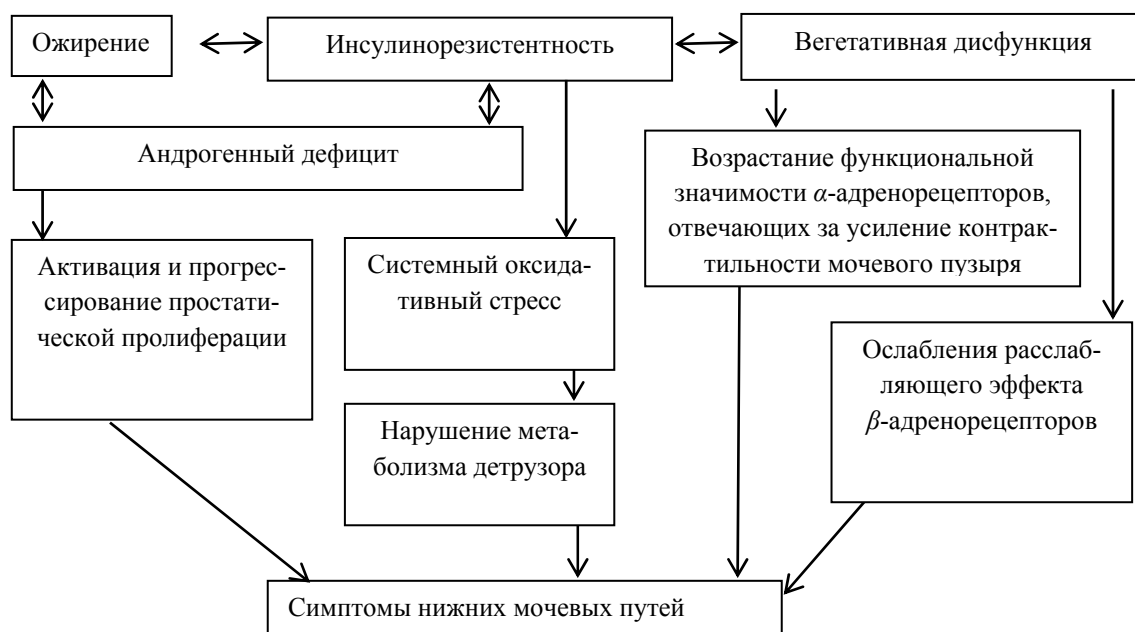 Ожирение
Инсулинорезистентность
Вегетативная дисфункция
Андрогенный дефицит
Возрастание функциональной
значимости α-адренорецепторов,
отвечающих за усиление контрак-
тильности мочевого пузыря
Активация и прогрес-
сирование простати-
ческой пролиферации
Системный оксида-
тивный стресс
Ослабления расслаб-
ляющего эффекта
β-адренорецепторов
Нарушение мета-
болизма детрузора
Симптомы нижних мочевых путей